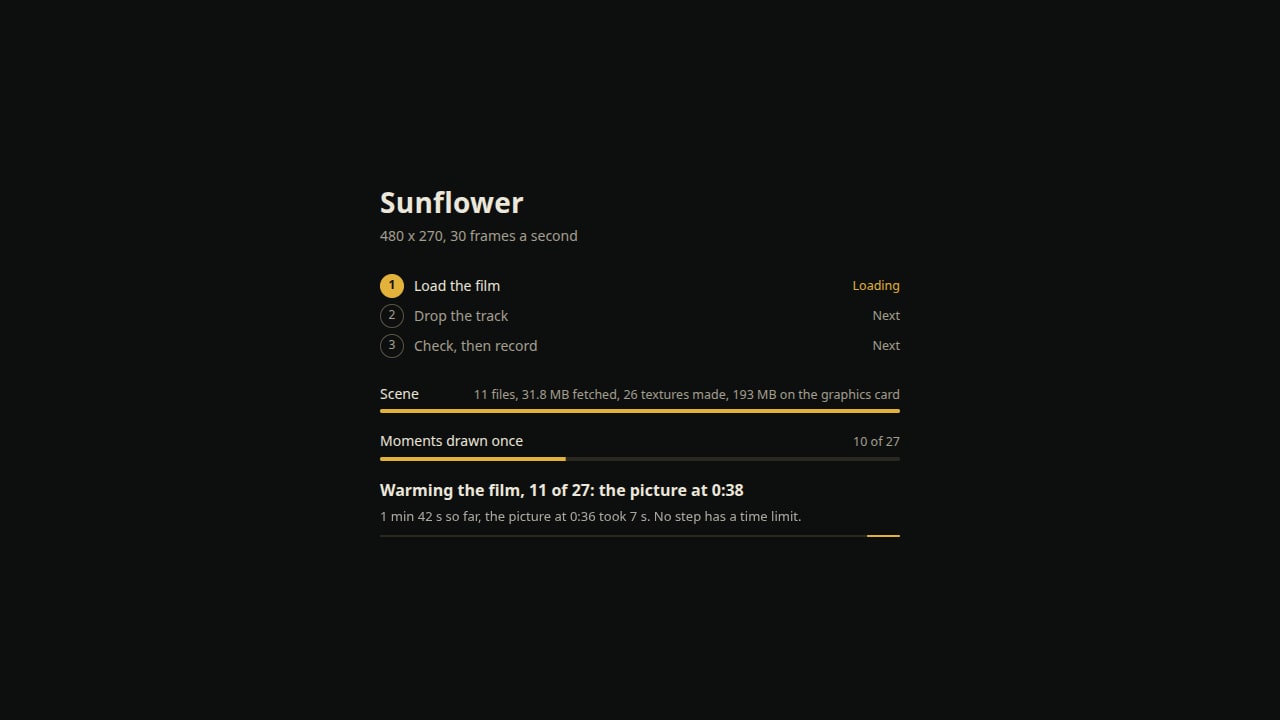 Sunflower
480 x 270, 30 frames a second
1 Load the film Loading
2 Drop the track Next
3 Check, then record Next
Scene 11 files, 31.8 MB fetched, 26 textures made, 193 MB on the graphics card
Moments drawn once 10 of 27
Warming the film, 11 of 27: the picture at 0:38
1 min 42 s so far, the picture at 0:36 took 7 s. No step has a time limit.